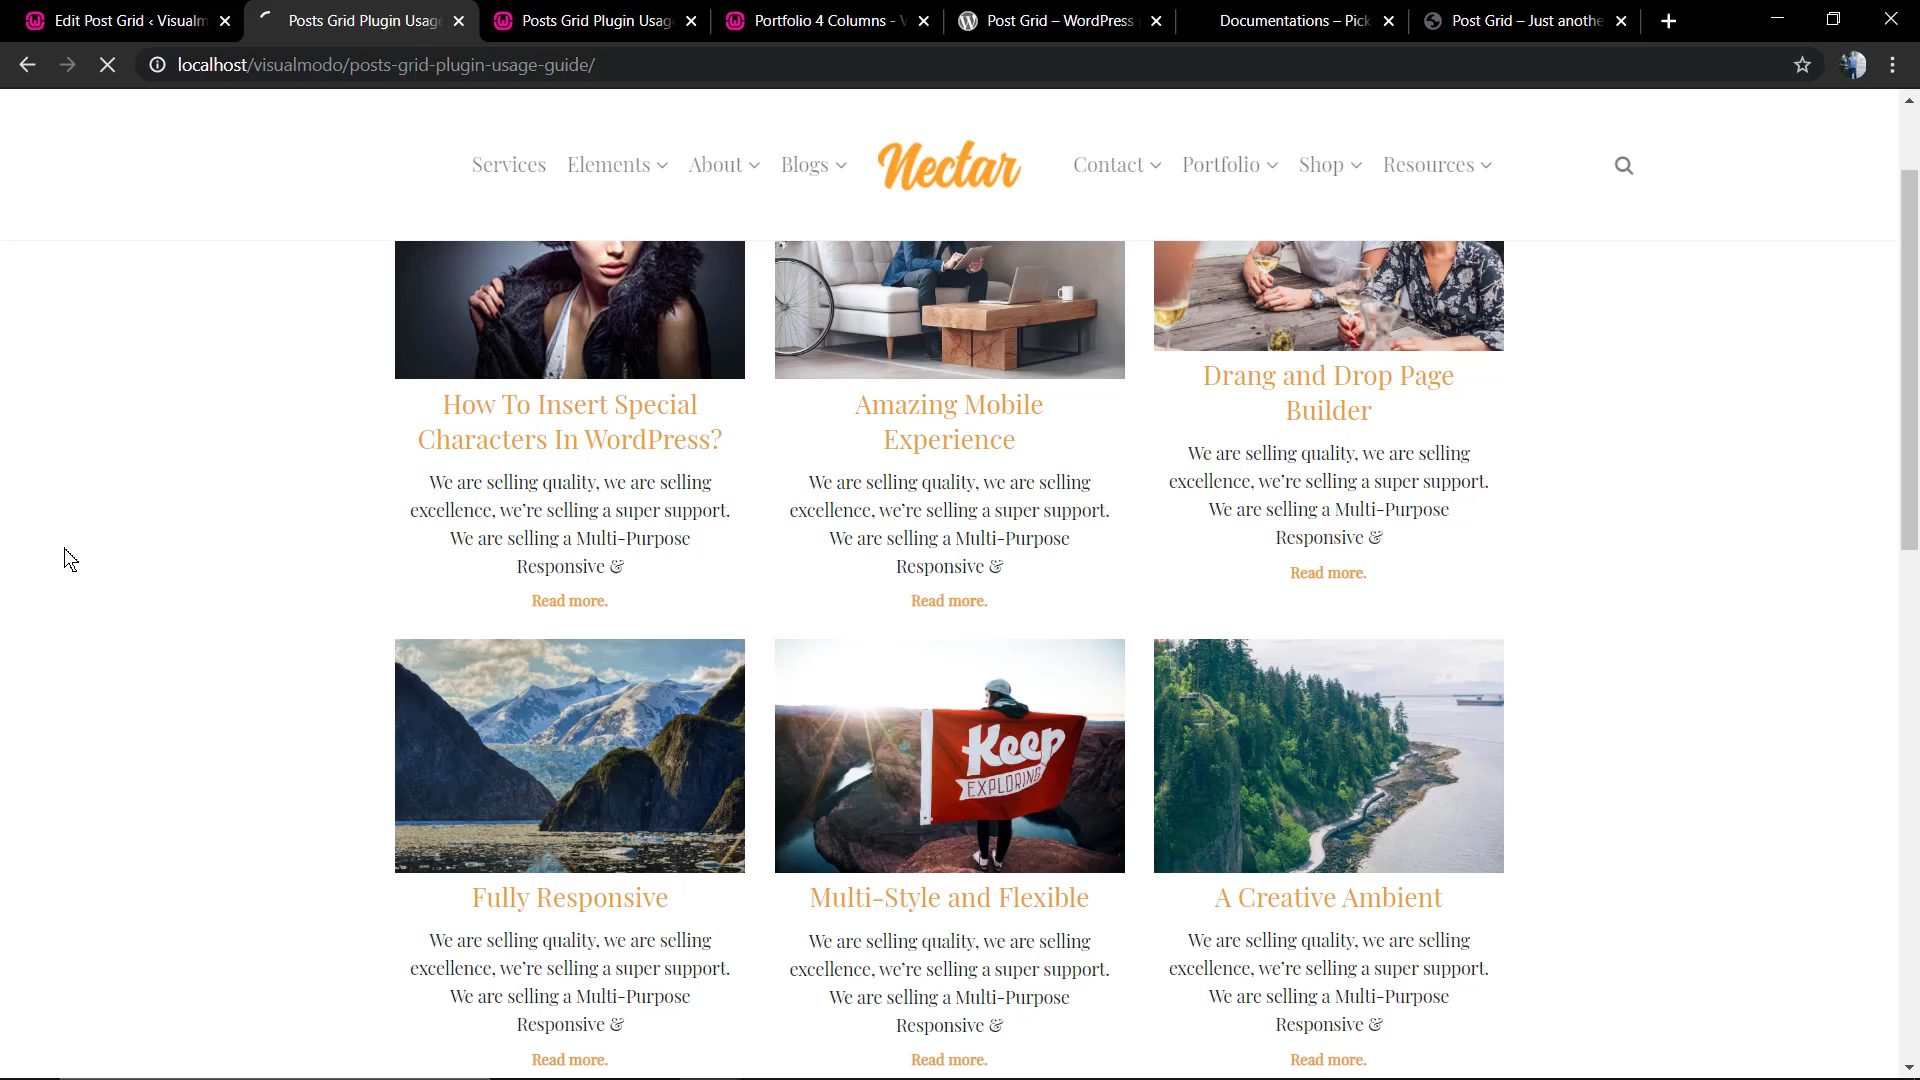 Edit Post Grid ‹ Visualm
Posts Grid Plugin Usag
Posts Grid Plugin Usag
Portfolio 4 Columns - V
Post Grid – WordPress
Documentations – Pick
Post Grid – Just anothe
localhost/visualmodo/posts-grid-plugin-usage-guide/
Services Elements About Blogs Nectar Contact Portfolio Shop Resources
How To Insert Special
Characters In WordPress?
We are selling quality, we are selling
excellence, we're selling a super support.
We are selling a Multi-Purpose
Responsive &
Read more.
Amazing Mobile
Experience
We are selling quality, we are selling
excellence, we're selling a super support.
We are selling a Multi-Purpose
Responsive &
Read more.
Drang and Drop Page
Builder
We are selling quality, we are selling
excellence, we're selling a super support.
We are selling a Multi-Purpose
Responsive &
Read more.
Fully Responsive
We are selling quality, we are selling
excellence, we're selling a super support.
We are selling a Multi-Purpose
Responsive &
Read more.
Keep
EXPLORING
Multi-Style and Flexible
We are selling quality, we are selling
excellence, we're selling a super support.
We are selling a Multi-Purpose
Responsive &
Read more.
A Creative Ambient
We are selling quality, we are selling
excellence, we're selling a super support.
We are selling a Multi-Purpose
Responsive &
Read more.